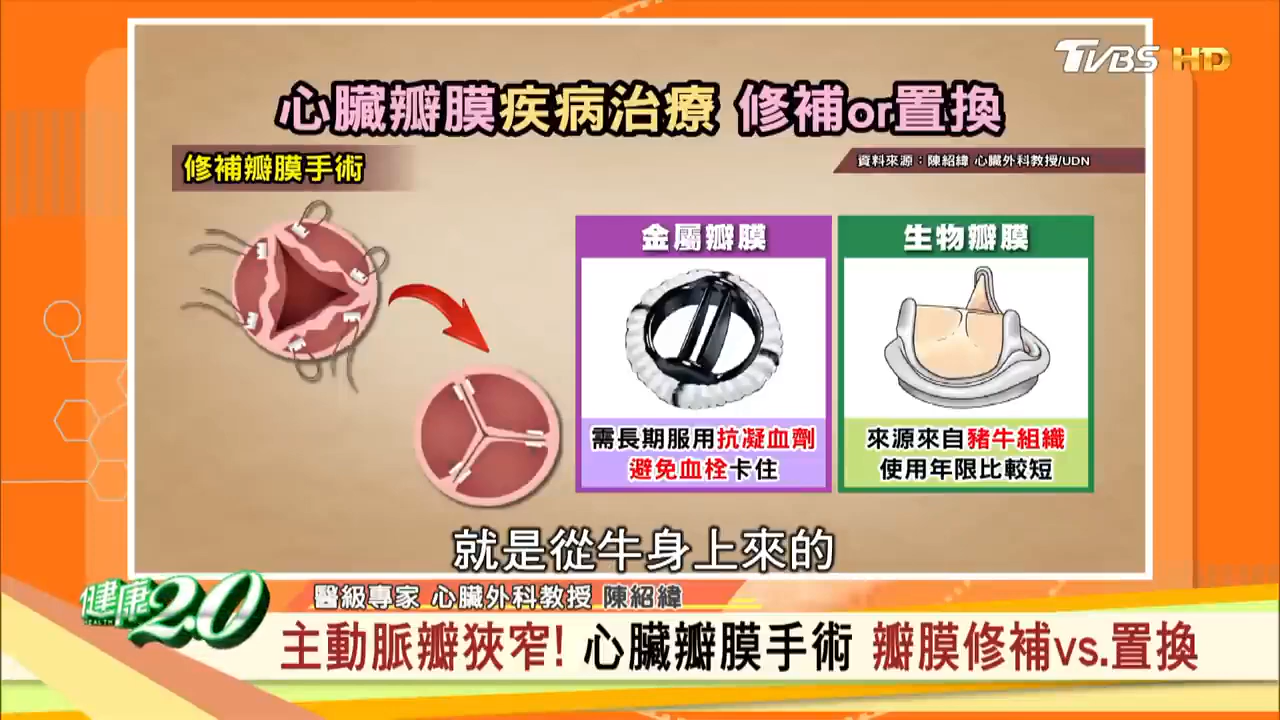 TVBS HD
心臟瓣膜疾病治療 修補or置換
修補瓣膜手術
資料來源：陳紹緯 心臟外科教授/UDN
金屬瓣膜
需長期服用抗凝血劑
避免血栓卡住
生物瓣膜
來源來自豬牛組織
使用年限比較短
就是從牛身上來的
健康2.0
HEALTH
醫級專家 心臟外科教授 陳紹緯
主動脈瓣狹窄! 心臟瓣膜手術 瓣膜修補vs.置換